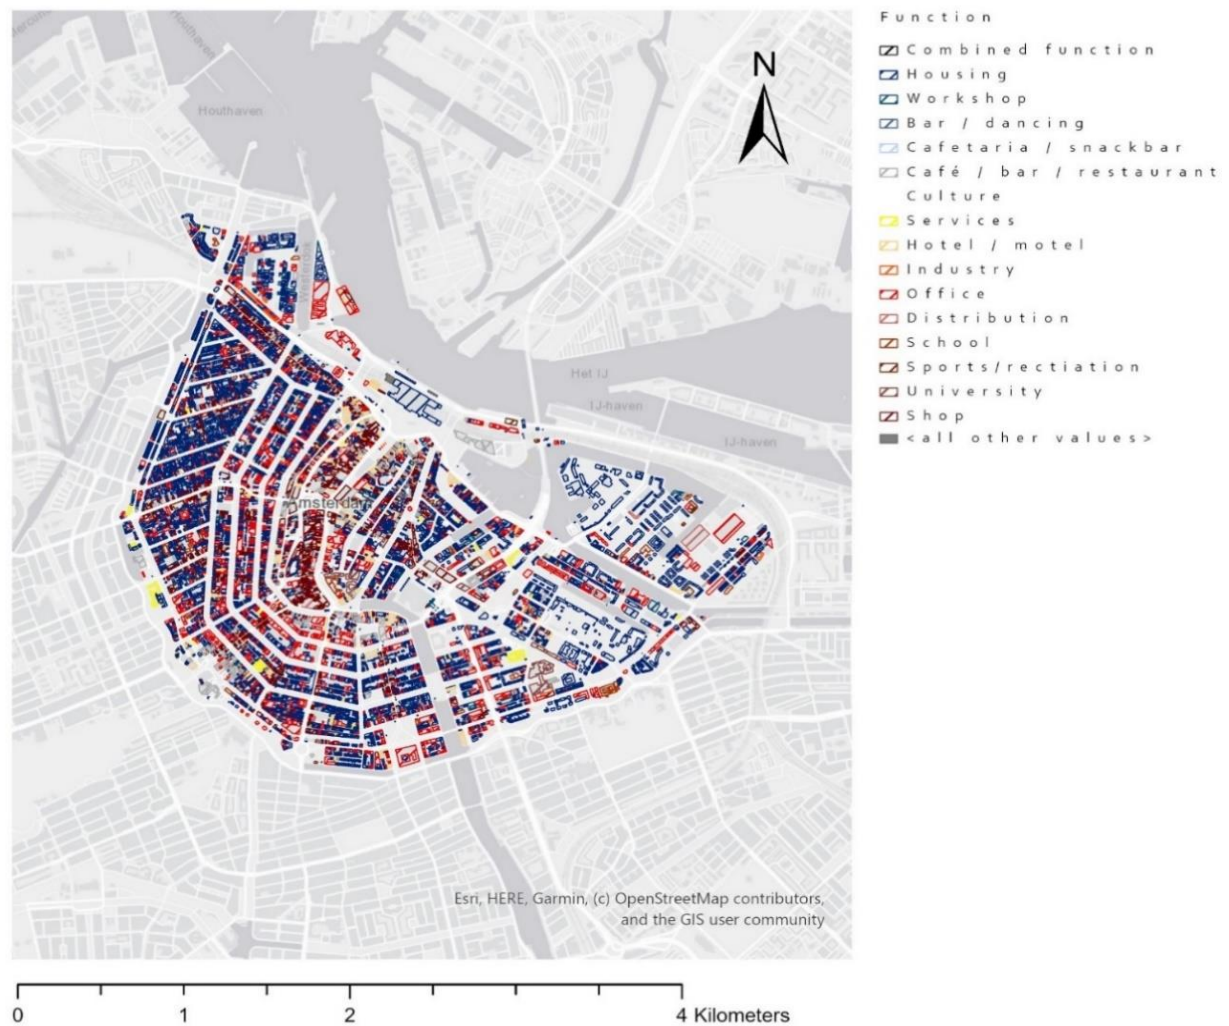 Function
Combined function
Housing
Workshop
Bar / dancing
Cafetaria / snackbar
Café / bar / restaurant
Culture
Services
Hotel / motel
Industry
Office
Distribution
School
Sports/rectiation
University
Shop
<all other values>
N
Houthaven
Houthaven
Het IJ
IJ-haven
IJ-haven
Amsterdam
Esri, HERE, Garmin, (c) OpenStreetMap contributors,
and the GIS user community
0 1 2 4 Kilometers